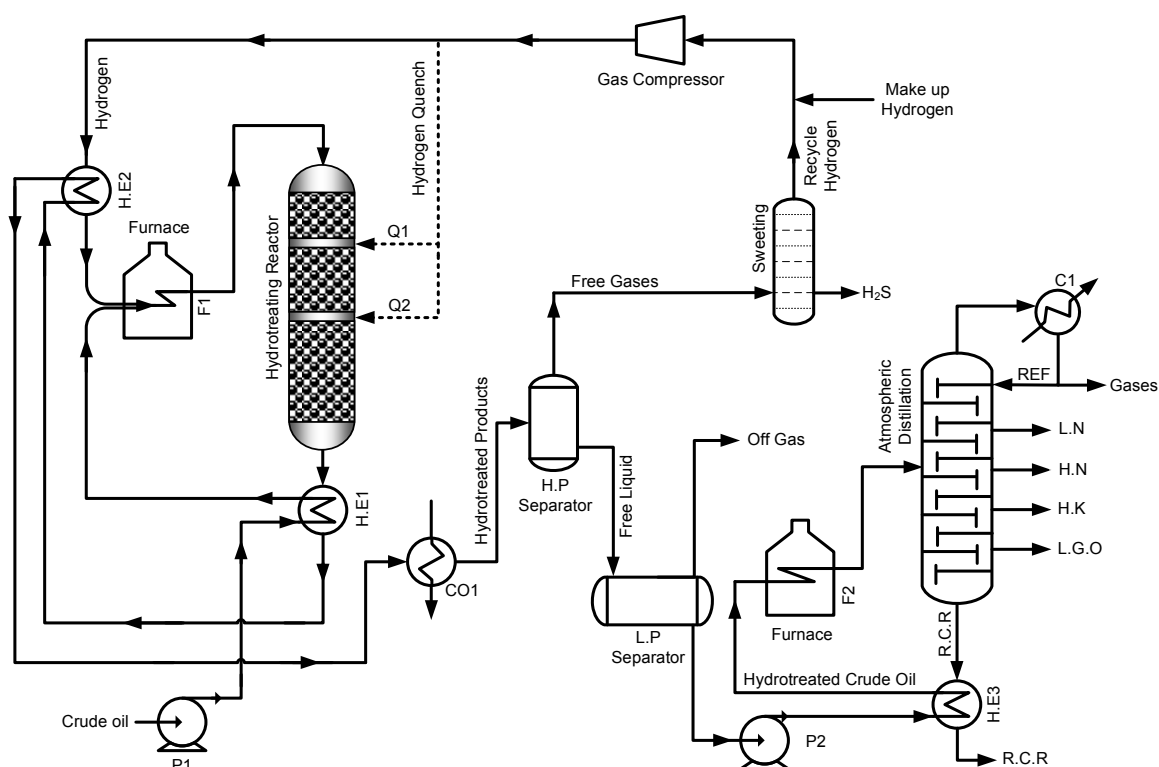 Gas Compressor
Make up
Hydrogen
Hydrogen
Hydrogen Quench
Recycle
Hydrogen
H.E2
Furnace
F1
Hydrotreating Reactor
Q1
Q2
Sweeting
H₂S
Free Gases
C1
REF
Gases
Atmospheric
Distillation
L.N
H.N
H.K
L.G.O
Off Gas
H.P
Separator
Hydrotreated Products
Free Liquid
H.E1
CO1
F2
Furnace
L.P
Separator
R.C.R
Hydrotreated Crude Oil
H.E3
Crude oil
P1
P2
R.C.R